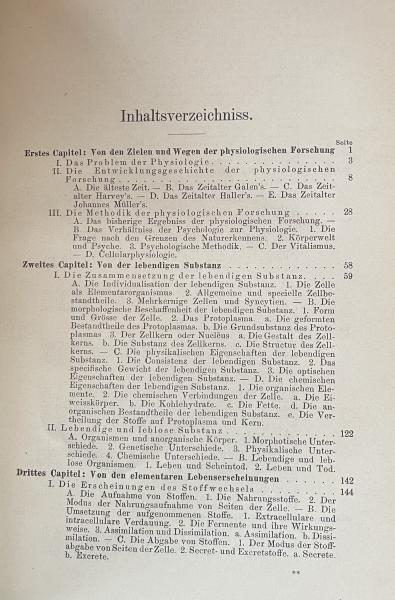 Inhaltsverzeichniss.
Seite
Erstes Capitel: Von den Zielen und Wegen der physiologischen Forschung 1
I. Das Problem der Physiologie . . . . . . . . . . . . . . . 3
II. Die Entwicklungsgeschichte der physiologischen
Forschung . . . . . . . . . . . . . . . . . . . . . . . . 8
A. Die älteste Zeit. — B. Das Zeitalter Galen's. — C. Das Zeit-
alter Harvey's. — D. Das Zeitalter Haller's. — E. Das Zeitalter
Johannes Müller's.
III. Die Methodik der physiologischen Forschung . . . . . 28
A. Das bisherige Ergebniss der physiologischen Forschung. —
B Das Verhältniss der Psychologie zur Physiologie. 1. Die
Frage nach den Grenzen des Naturerkennens. 2. Körperwelt
und Psyche. 3. Psychologische Methodik. — C. Der Vitalismus.
— D. Cellularphysiologie.
Zweites Capitel: Von der lebendigen Substanz . . . . . . . . . . 58
I. Die Zusammensetzung der lebendigen Substanz . . . . 59
A. Die Individualisation der lebendigen Substanz. 1. Die Zelle
als Elementarorganismus 2. Allgemeine und specielle Zellbe-
standtheile. 3. Mehrkernige Zellen und Syncytien. — B. Die
morphologische Beschaffenheit der lebendigen Substanz. 1. Form
und Grösse der Zelle. 2. Das Protoplasma a. Die geformten
Bestandtheile des Protoplasmas. b. Die Grundsubstanz des Proto-
plasmas 3. Der Zellkern oder Nucleus a. Die Gestalt des Zell-
kerns. b. Die Substanz des Zellkerns. c. Die Structur des Zell-
kerns. — C. Die physikalischen Eigenschaften der lebendigen
Substanz. 1. Die Consistenz der lebendigen Substanz. 2. Das
specifische Gewicht der lebendigen Substanz. 3. Die optischen
Eigenschaften der lebendigen Substanz. — D. Die chemischen
Eigenschaften der lebendigen Substanz. 1. Die organischen Ele-
mente. 2. Die chemischen Verbindungen der Zelle. a. Die Ei-
weisskörper. b. Die Kohlehydrate. c. Die Fette. d. Die an-
organischen Bestandtheile der lebendigen Substanz. e. Die Ver-
theilung der Stoffe auf Protoplasma und Kern.
II. Lebendige und leblose Substanz . . . . . . . . . . . . 122
A. Organismen und anorganische Körper. 1. Morphotische Unter-
schiede. 2. Genetische Unterschiede. 3. Physikalische Unter-
schiede. 4. Chemische Unterschiede. — B. Lebendige und leb-
lose Organismen. 1. Leben und Scheintod. 2. Leben und Tod.
Drittes Capitel: Von den elementaren Lebenserscheinungen . . . . . . 142
I. Die Erscheinungen des Stoffwechsels . . . . . . . . . 144
A. Die Aufnahme von Stoffen. 1. Die Nahrungsstoffe. 2. Der
Modus der Nahrungsaufnahme von Seiten der Zelle. — B. Die
Umsetzung der aufgenommenen Stoffe. 1. Extracellulare und
intracellulare Verdauung. 2. Die Fermente und ihre Wirkungs-
weise. 3. Assimilation und Dissimilation. a. Assimilation. b. Dissi-
milation. — C. Die Abgabe von Stoffen. 1. Der Modus der Stoff-
abgabe von Seiten der Zelle. 2. Secret- und Excretstoffe. a. Secrete.
b. Excrete.
**